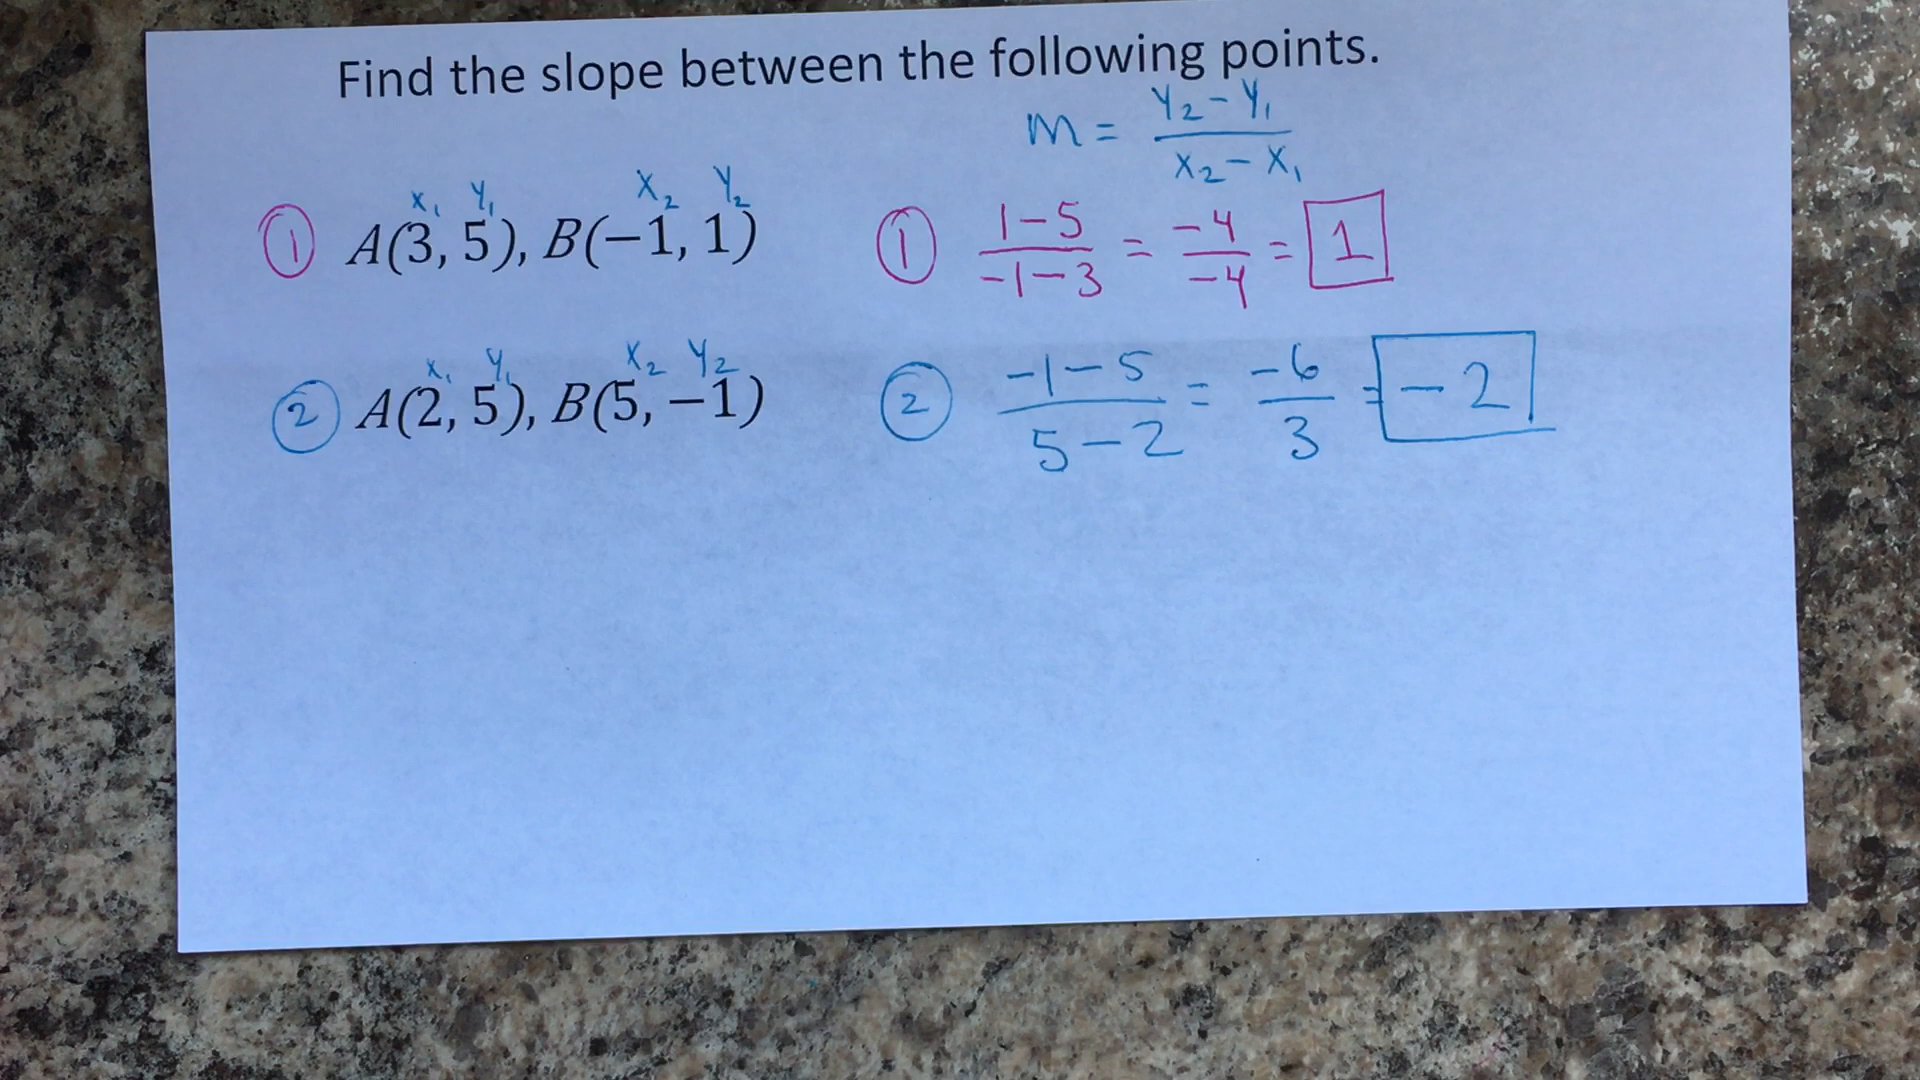 Find the slope between the following points.
m = y₂ - y₁ / x₂ - x₁
x₁ y₁ x₂ y₂
① A(3, 5), B(−1, 1)
① 1-5 / -1-3 = -4 / -4 = 1
x₁ y₁ x₂ y₂
② A(2, 5), B(5, −1)
② -1-5 / 5-2 = -6 / 3 = -2